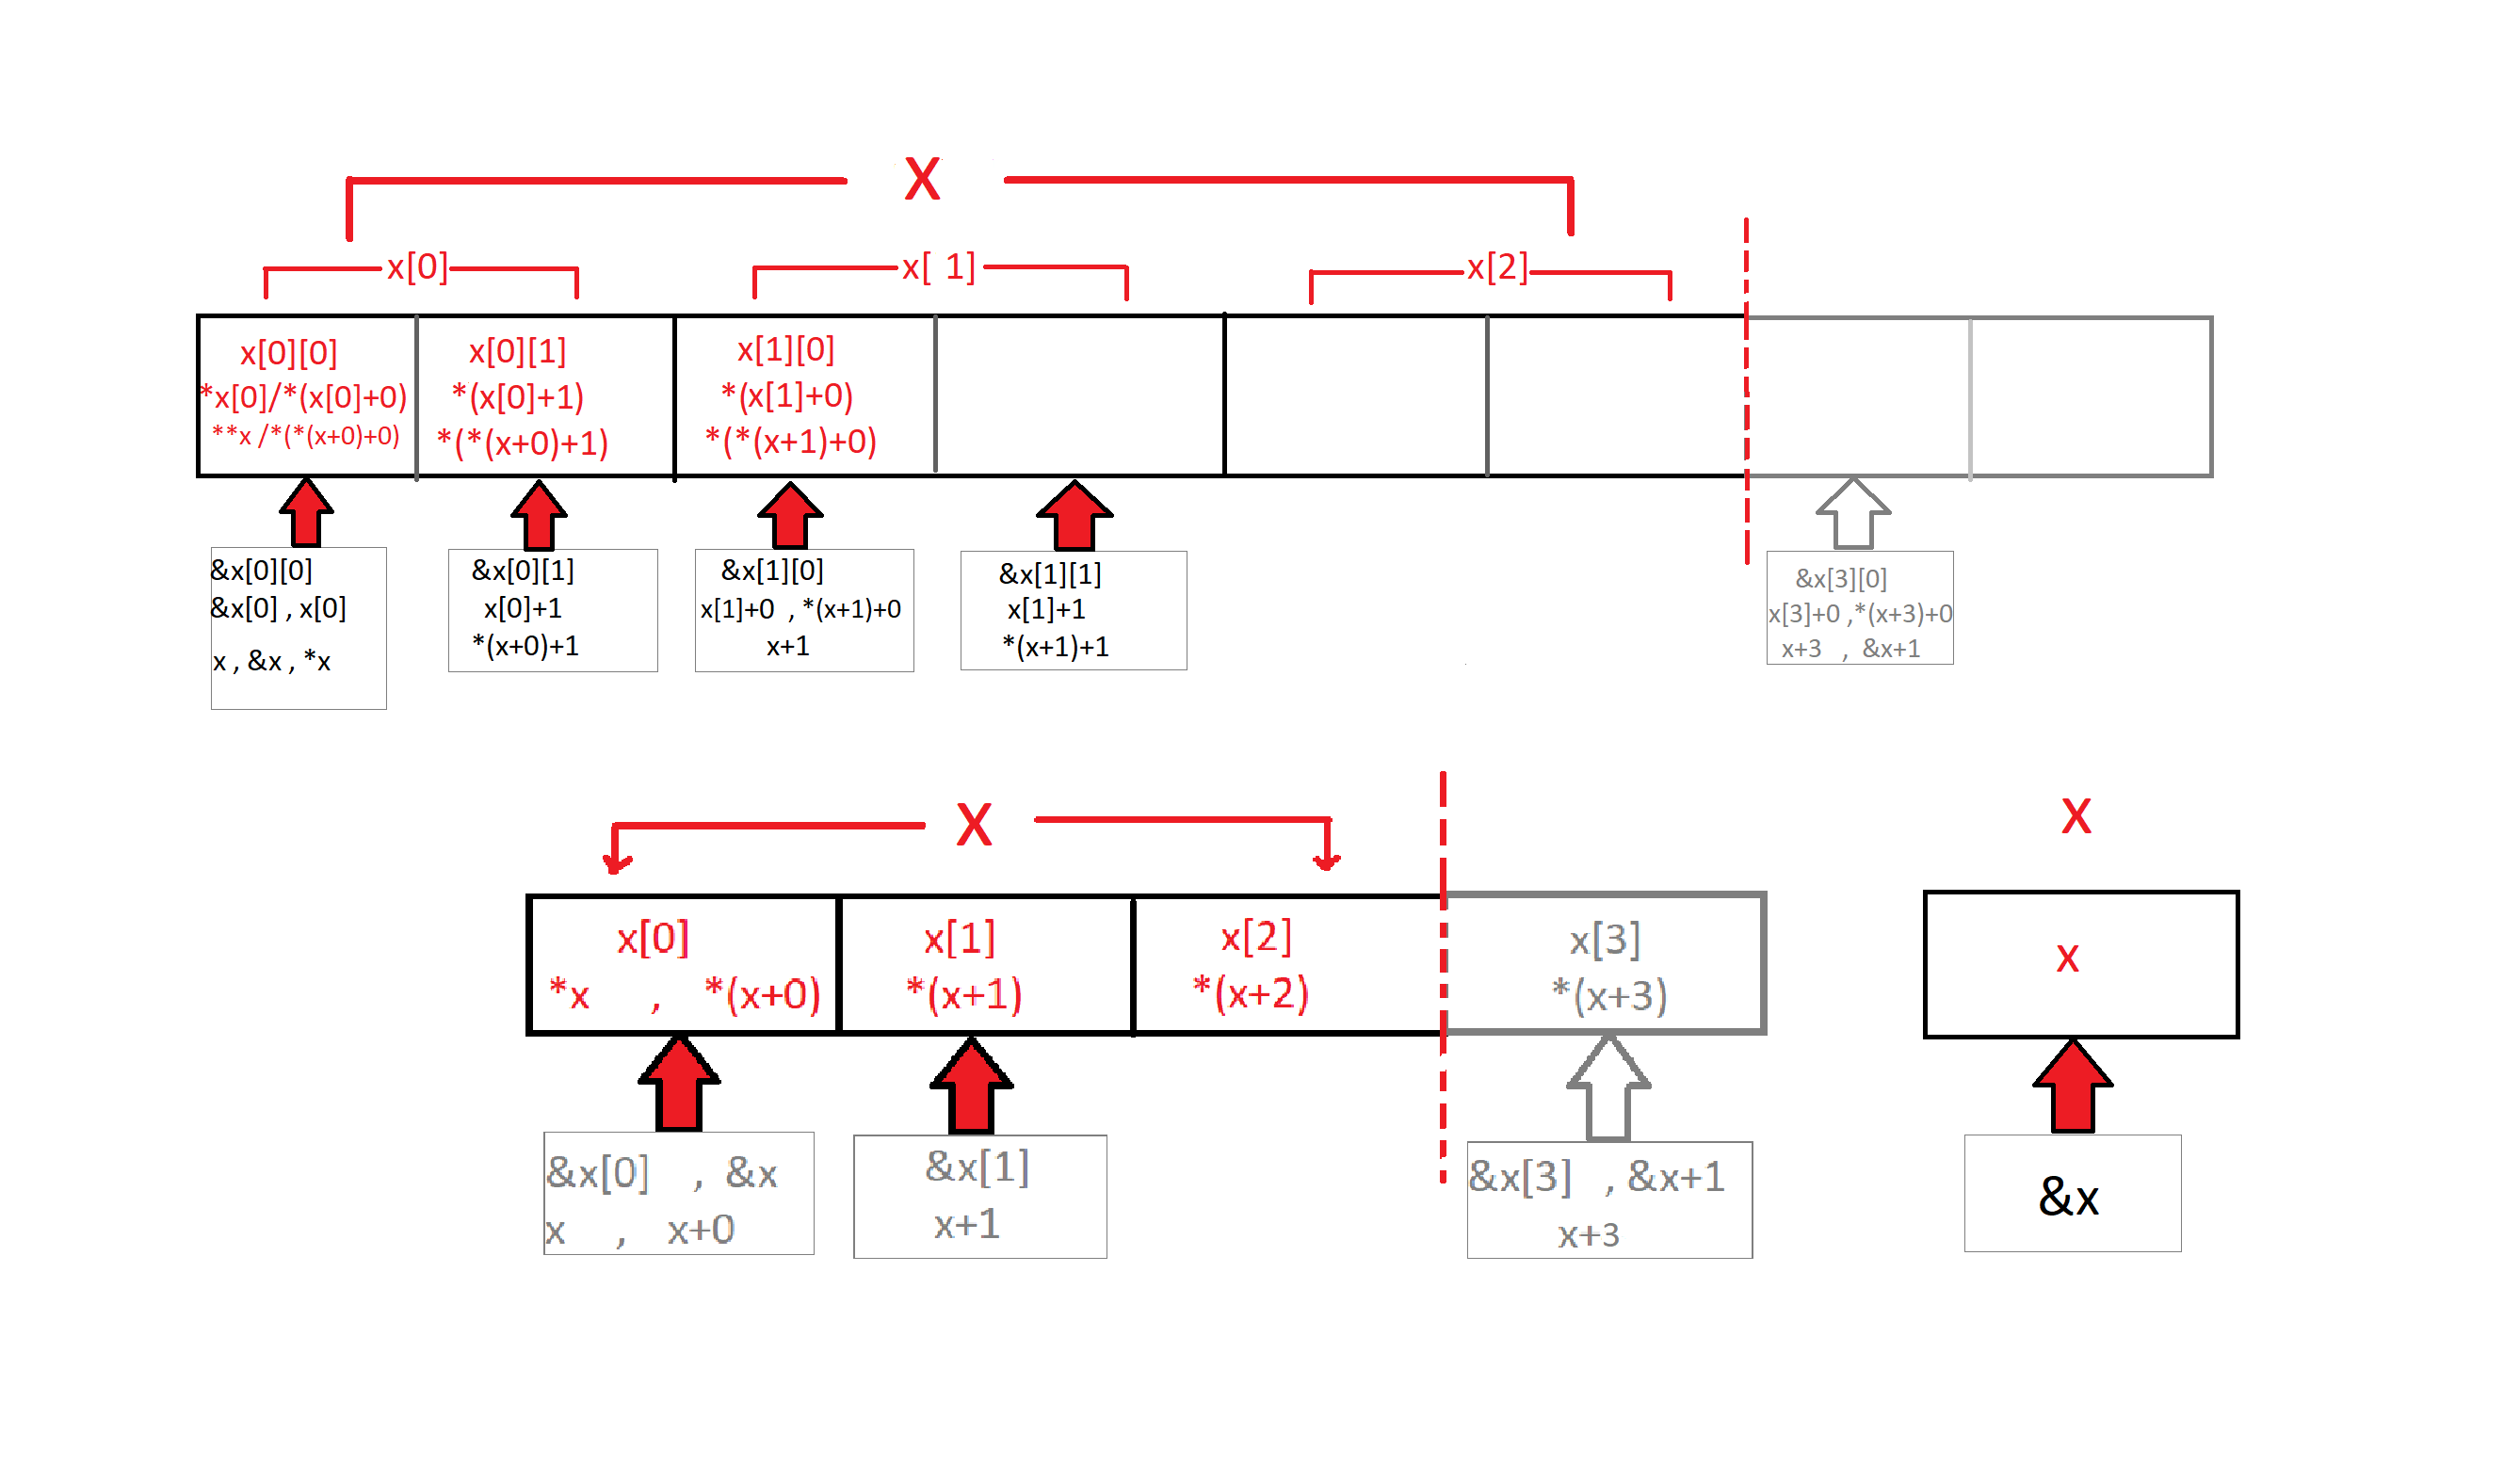 X
x[0]
x[ 1]
x[2]
x[0][0]
*x[0]/*(x[0]+0)
**x /*(*(x+0)+0)
x[0][1]
*(x[0]+1)
*(*(x+0)+1)
x[1][0]
*(x[1]+0)
*(*(x+1)+0)
&x[0][0]
&x[0] , x[0]
x , &x , *x
&x[0][1]
x[0]+1
*(x+0)+1
&x[1][0]
x[1]+0 , *(x+1)+0
x+1
&x[1][1]
x[1]+1
*(x+1)+1
&x[3][0]
x[3]+0 ,*(x+3)+0
x+3 , &x+1
X
x[0]
*x , *(x+0)
x[1]
*(x+1)
x[2]
*(x+2)
x[3]
*(x+3)
&x[0] , &x
x , x+0
&x[1]
x+1
&x[3] , &x+1
x+3
X
x
&x